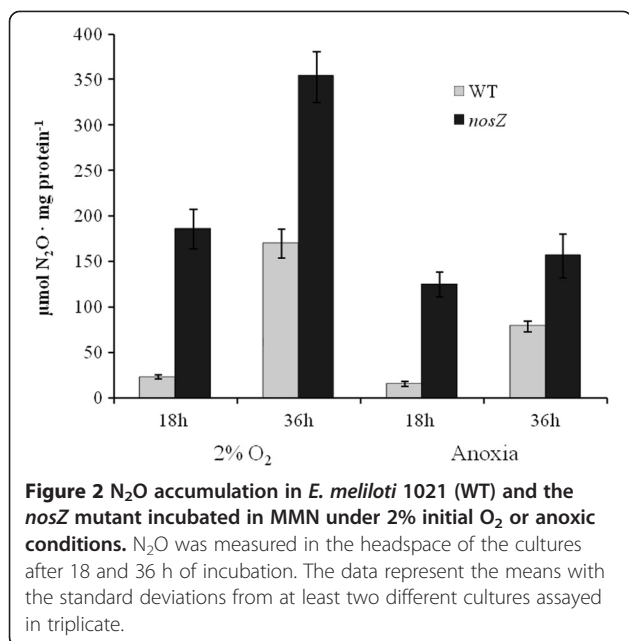 400
350
300
250
200
150
100
50
0
µmol N₂O · mg protein⁻¹
WT
nosZ
18h 36h 18h 36h
2% O₂ Anoxia
Figure 2 N₂O accumulation in E. meliloti 1021 (WT) and the
nosZ mutant incubated in MMN under 2% initial O₂ or anoxic
conditions. N₂O was measured in the headspace of the cultures
after 18 and 36 h of incubation. The data represent the means with
the standard deviations from at least two different cultures assayed
in triplicate.